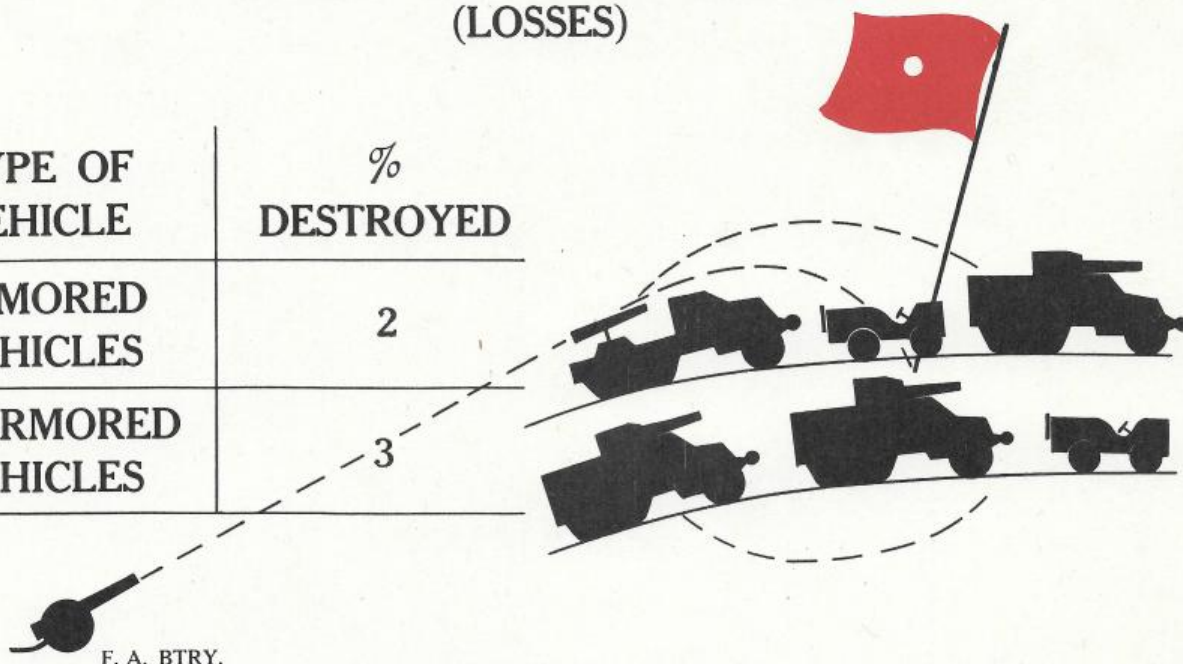 (LOSSES)
YPE OF
EHICLE
%
DESTROYED
MORED
HICLES
2
RMORED
HICLES
3
F. A. BTRY.